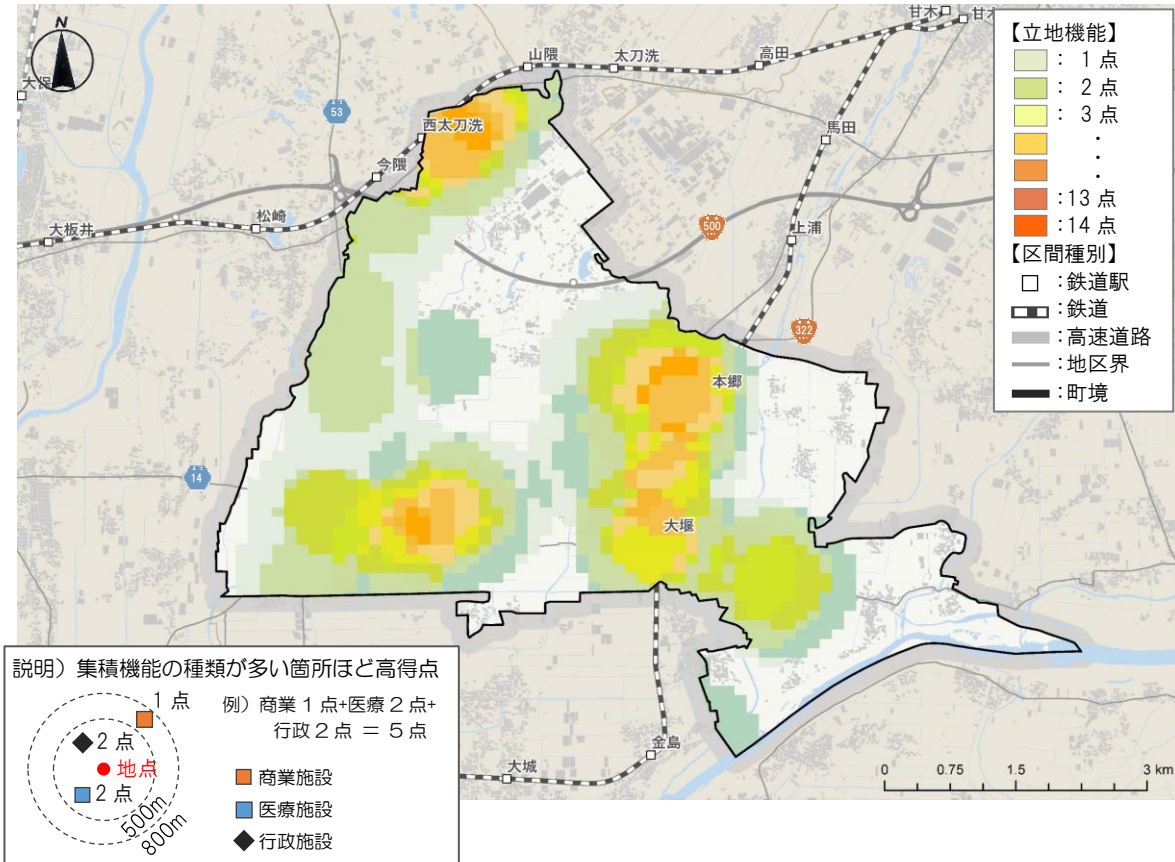 N
甘木
甘木
山隈
太刀洗
高田
大保
53
西太刀洗
馬田
今隈
大板井
松崎
500
上浦
322
本郷
14
大堰
金島
大城
0 0.75 1.5 3 km
【立地機能】
: 1 点
: 2 点
: 3 点
・
・
:13 点
:14 点
【区間種別】
:鉄道駅
:鉄道
:高速道路
:地区界
:町境
説明）集積機能の種類が多い箇所ほど高得点
1 点
2 点
地点
2 点
500m
800m
例）商業 1 点+医療 2 点+
行政 2 点 ＝ 5 点
商業施設
医療施設
行政施設